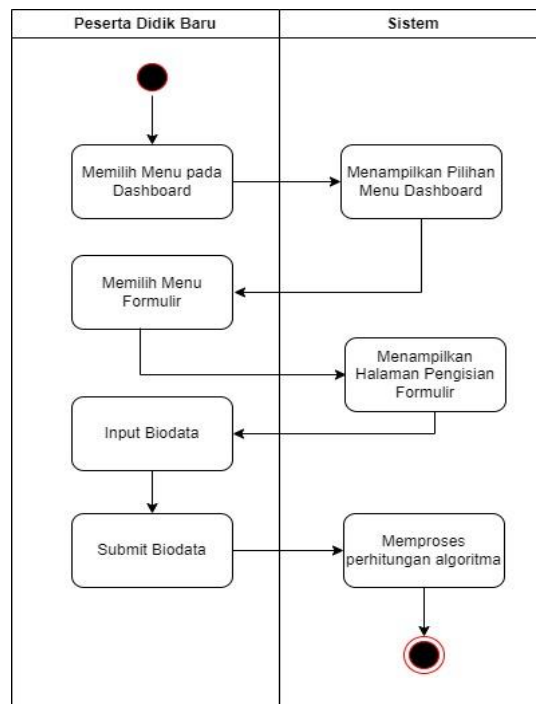 Peserta Didik Baru
Sistem
Memilih Menu pada
Dashboard
Menampilkan Pilihan
Menu Dashboard
Memilih Menu
Formulir
Menampilkan
Halaman Pengisian
Formulir
Input Biodata
Submit Biodata
Memproses
perhitungan algoritma